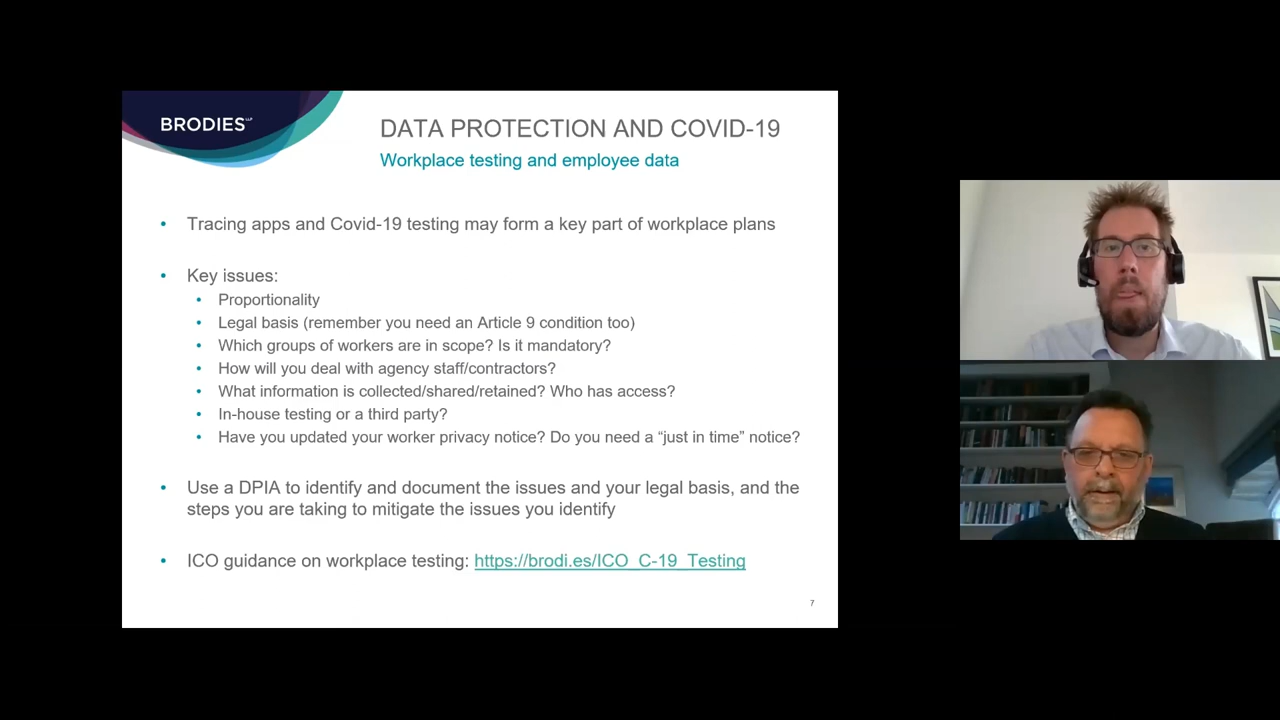 BRODIES LLP
DATA PROTECTION AND COVID-19
Workplace testing and employee data
• Tracing apps and Covid-19 testing may form a key part of workplace plans
• Key issues:
• Proportionality
• Legal basis (remember you need an Article 9 condition too)
• Which groups of workers are in scope? Is it mandatory?
• How will you deal with agency staff/contractors?
• What information is collected/shared/retained? Who has access?
• In-house testing or a third party?
• Have you updated your worker privacy notice? Do you need a “just in time” notice?
• Use a DPIA to identify and document the issues and your legal basis, and the
steps you are taking to mitigate the issues you identify
• ICO guidance on workplace testing: https://brodi.es/ICO_C-19_Testing
7